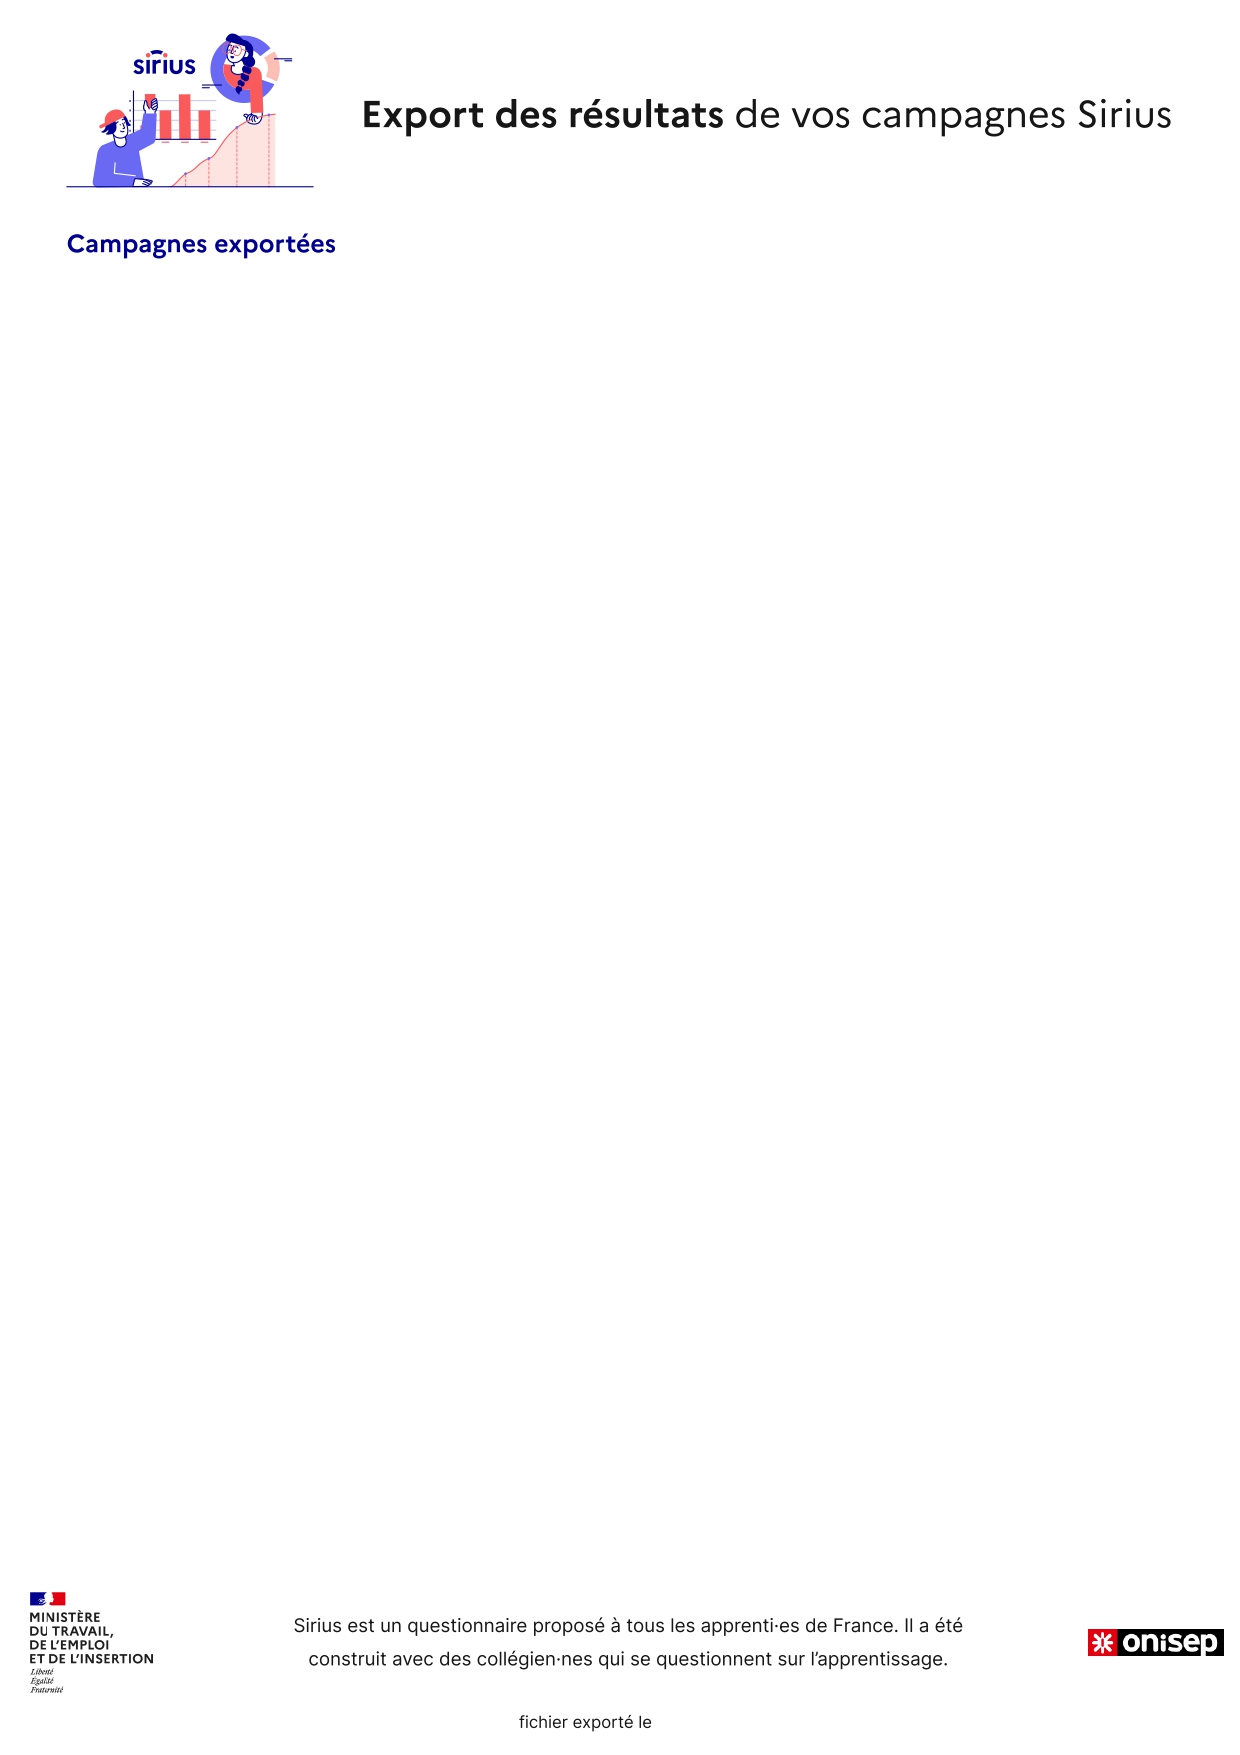 sirius
Export des résultats de vos campagnes Sirius
Campagnes exportées
MINISTÈRE
DU TRAVAIL,
DE L'EMPLOI
ET DE L'INSERTION
Liberté
Égalité
Fraternité
Sirius est un questionnaire proposé à tous les apprenti·es de France. Il a été
construit avec des collégien·nes qui se questionnent sur l'apprentissage.
onisep
fichier exporté le